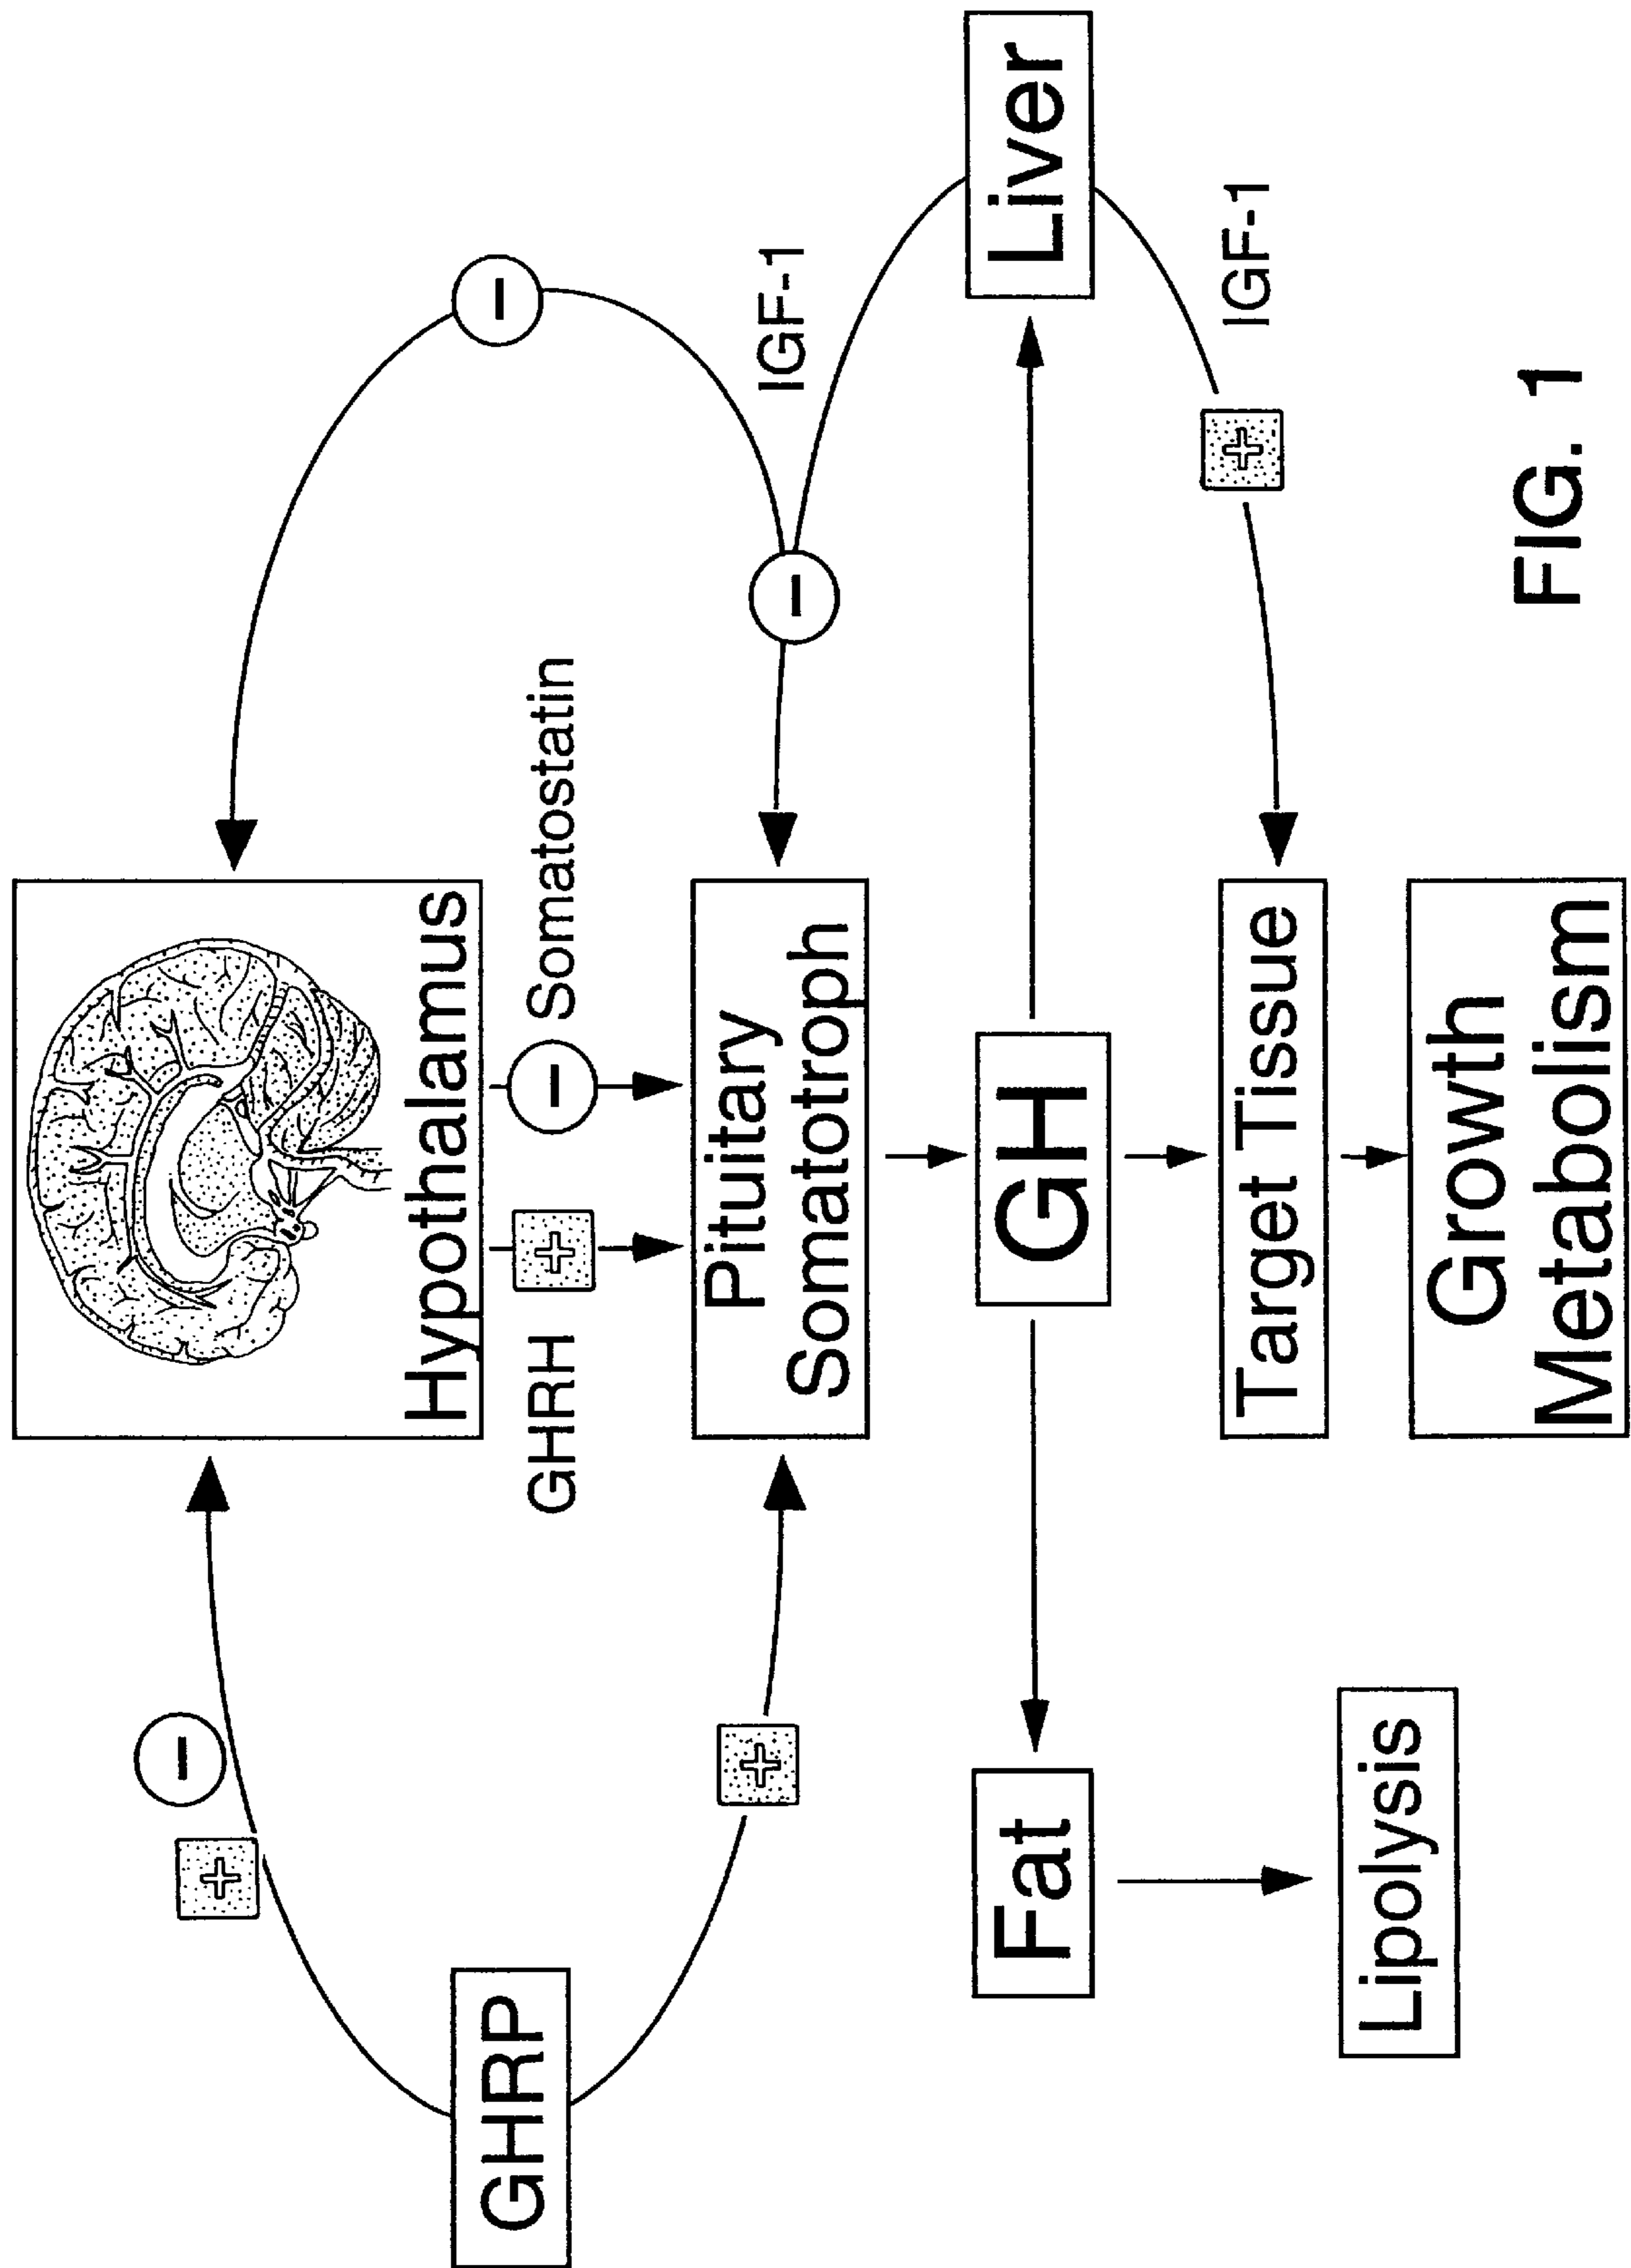 Hypothalamus
+
−
−
GHRH
+
−
Somatostatin
GHRP
Pituitary
Somatotroph
+
−
IGF-1
Fat
GH
Liver
Target Tissue
+
IGF-1
Lipolysis
Growth
Metabolism
FIG. 1